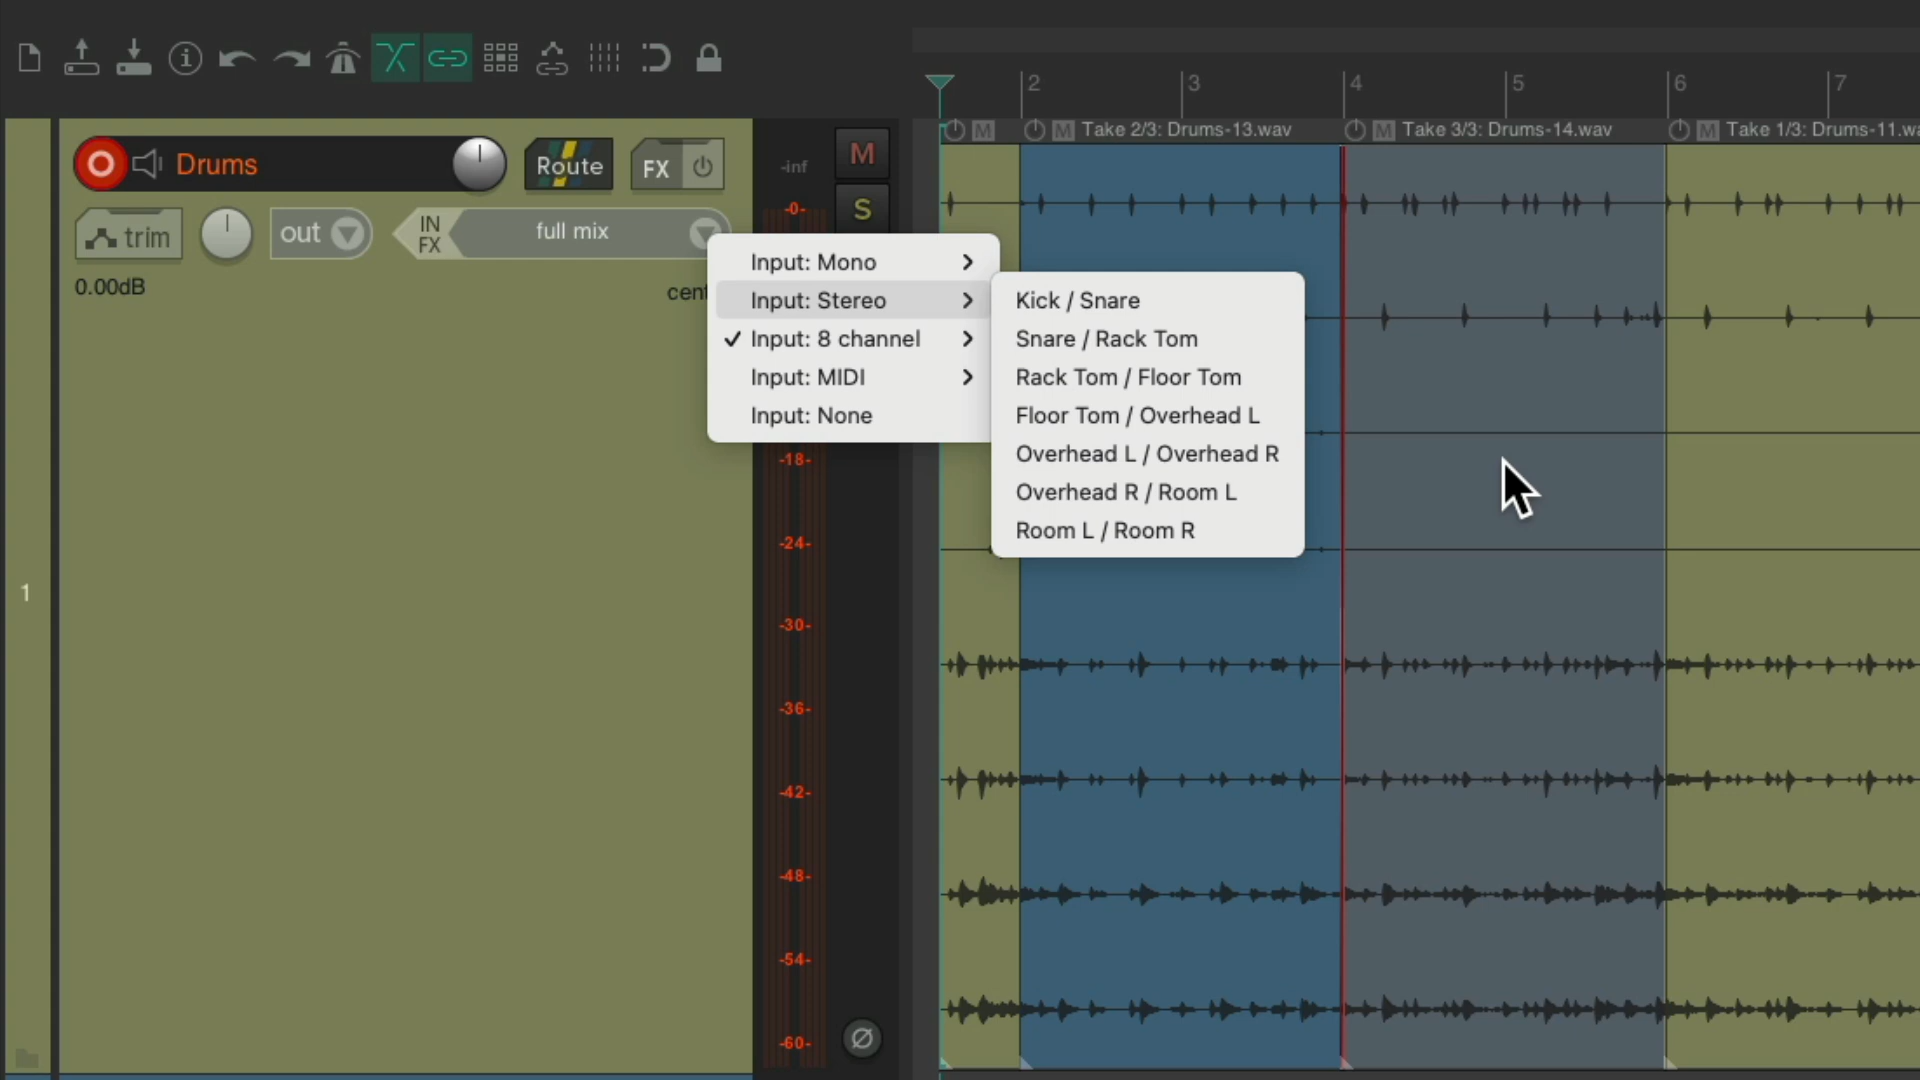 2 3 4 5 6 7
M M Take 2/3: Drums-13.wav M Take 3/3: Drums-14.wav M Take 1/3: Drums-11.wa
Drums Route FX -inf M
-0- S
trim out IN FX full mix
0.00dB cent
Input: Mono
Input: Stereo
Input: 8 channel
Input: MIDI
Input: None
Kick / Snare
Snare / Rack Tom
Rack Tom / Floor Tom
Floor Tom / Overhead L
Overhead L / Overhead R
Overhead R / Room L
Room L / Room R
-18-
-24-
1
-30-
-36-
-42-
-48-
-54-
-60-